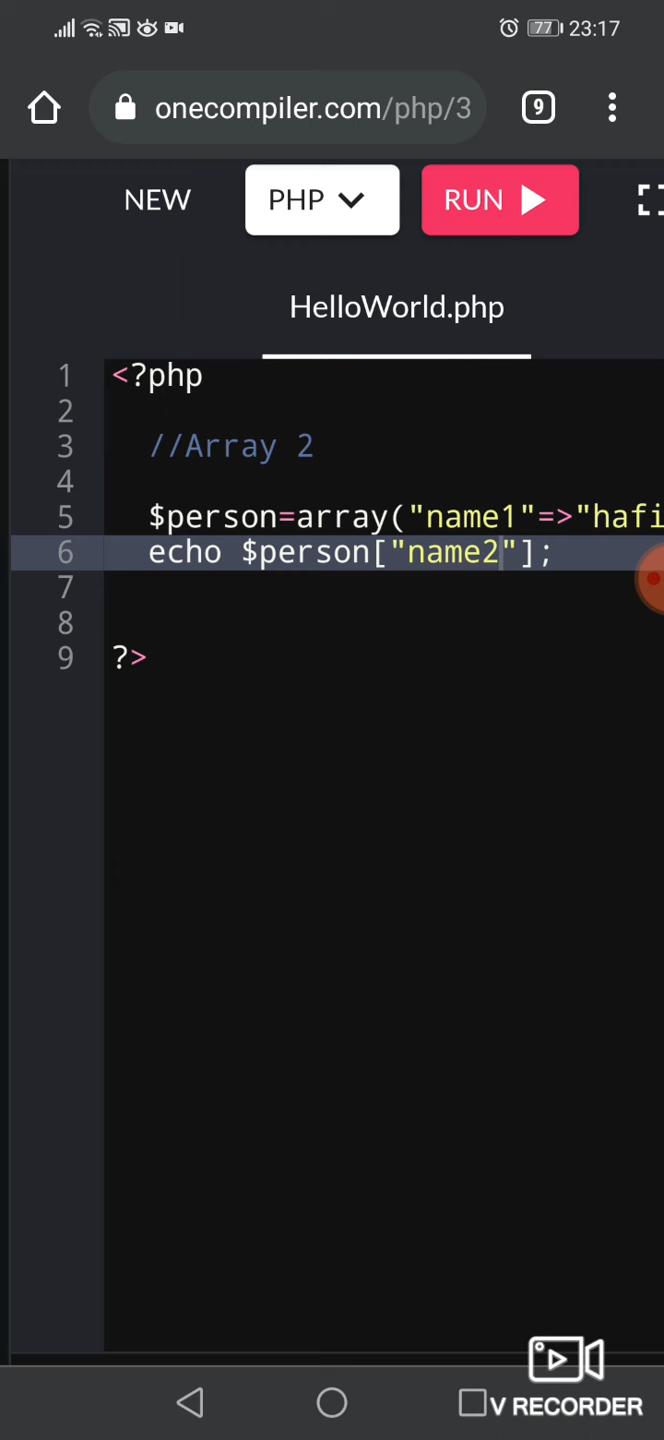 77 23:17
onecompiler.com/php/3
9
NEW
PHP
RUN
HelloWorld.php
1 <?php
2
3 //Array 2
4
5 $person=array("name1"=>"hafi
6 echo $person["name2"];
7
8
9 ?>
V RECORDER